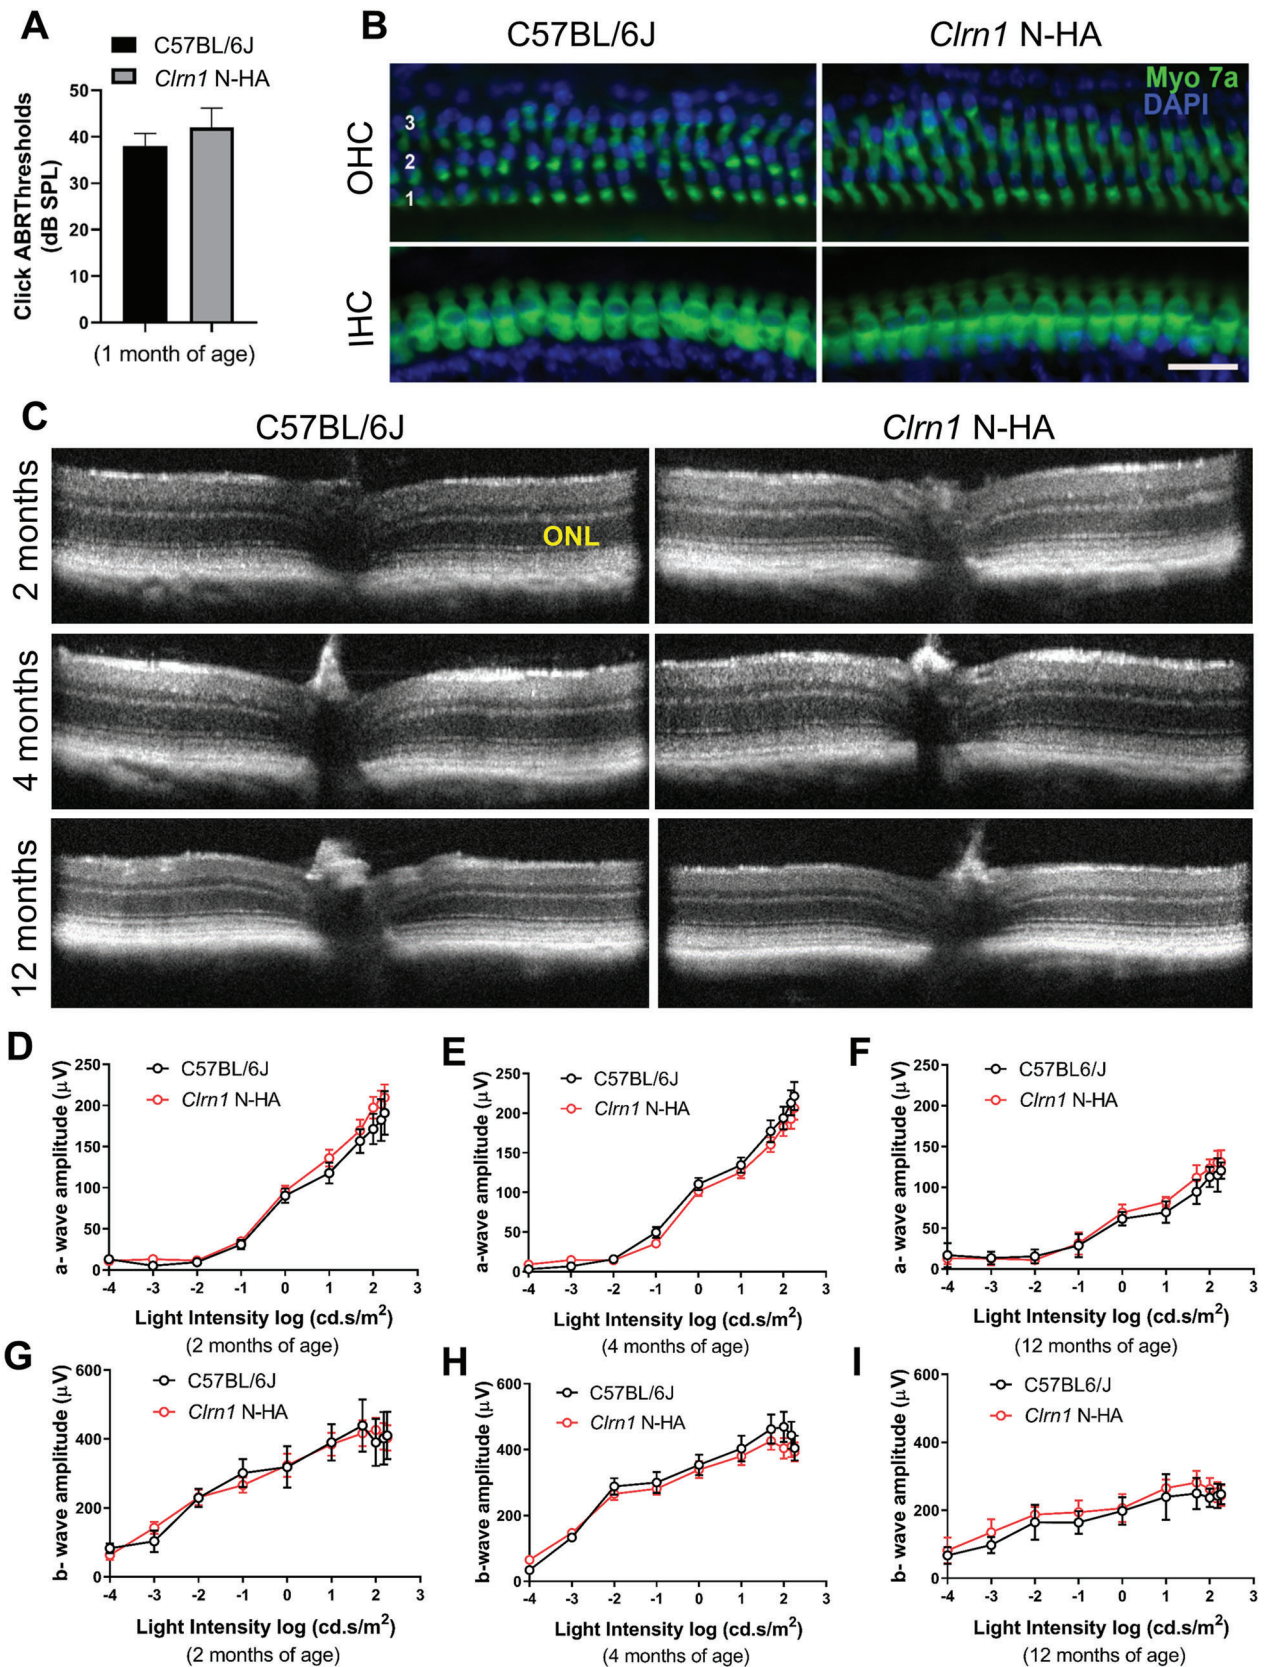 A
C57BL/6J
Clrn1 N-HA
Click ABRThresholds
(dB SPL)
50
40
30
20
10
0
(1 month of age)
B
C57BL/6J
Clrn1 N-HA
OHC
3
2
1
Myo 7a
DAPI
IHC
C
C57BL/6J
Clrn1 N-HA
2 months
ONL
4 months
12 months
D
C57BL/6J
Clrn1 N-HA
a- wave amplitude (µV)
250
200
150
100
50
0
-4 -3 -2 -1 0 1 2 3
Light Intensity log (cd.s/m2)
(2 months of age)
E
C57BL/6J
Clrn1 N-HA
a-wave amplitude (µV)
250
200
150
100
50
0
-4 -3 -2 -1 0 1 2 3
Light Intensity log (cd.s/m2)
(4 months of age)
F
C57BL6/J
Clrn1 N-HA
a- wave amplitude (µV)
250
200
150
100
50
0
-4 -3 -2 -1 0 1 2 3
Light Intensity log (cd.s/m2)
(12 months of age)
G
C57BL/6J
Clrn1 N-HA
b- wave amplitude (µV)
600
400
200
0
-4 -3 -2 -1 0 1 2 3
Light Intensity log (cd.s/m2)
(2 months of age)
H
C57BL/6J
Clrn1 N-HA
b-wave amplitude (µV)
600
400
200
0
-4 -3 -2 -1 0 1 2 3
Light Intensity log (cd.s/m2)
(4 months of age)
I
C57BL6/J
Clrn1 N-HA
b- wave amplitude (µV)
600
400
200
0
-4 -3 -2 -1 0 1 2 3
Light Intensity log (cd.s/m2)
(12 months of age)